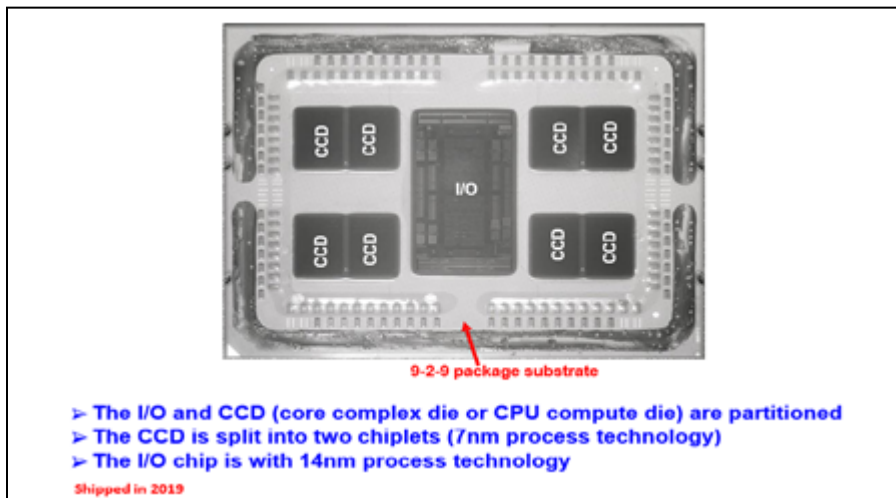 CCD CCD CCD CCD
I/O
CCD CCD CCD CCD
9-2-9 package substrate
➢ The I/O and CCD (core complex die or CPU compute die) are partitioned
➢ The CCD is split into two chiplets (7nm process technology)
➢ The I/O chip is with 14nm process technology
Shipped in 2019